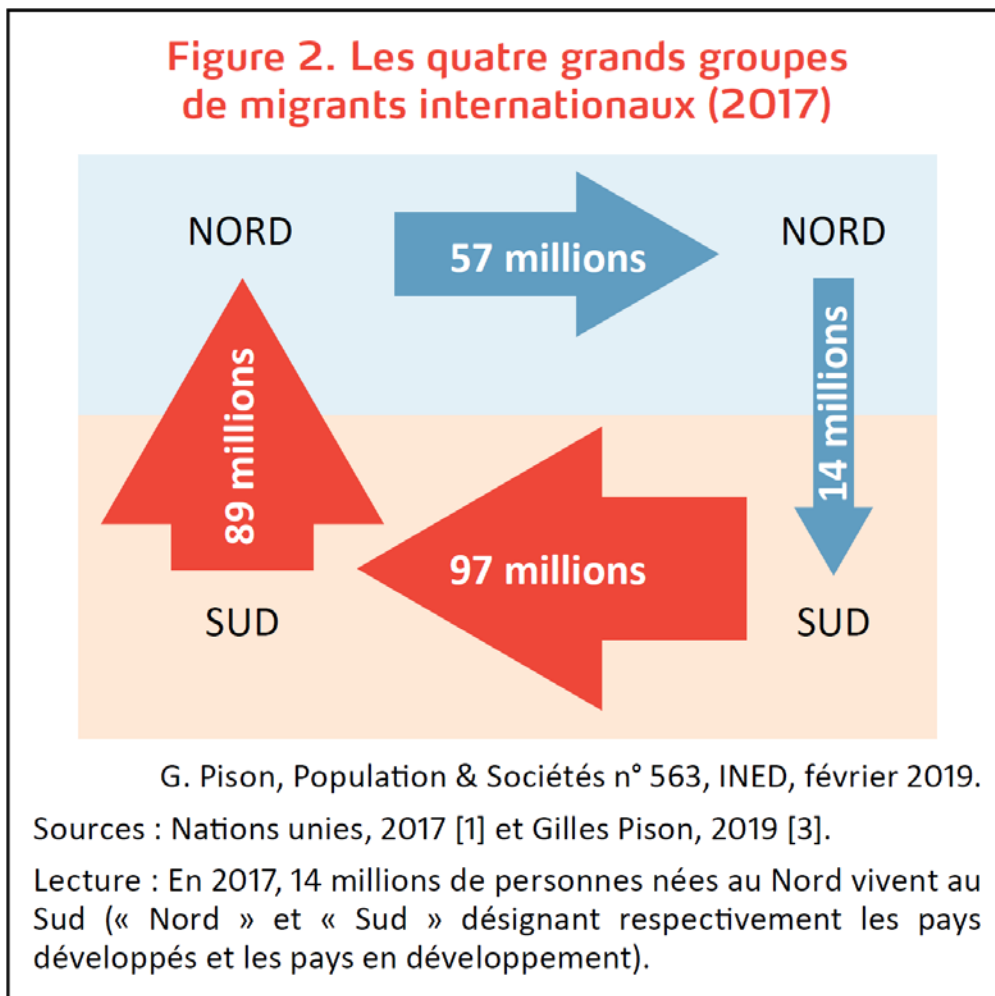 Figure 2. Les quatre grands groupes
de migrants internationaux (2017)
NORD
57 millions
NORD
89 millions
14 millions
97 millions
SUD
SUD
G. Pison, Population & Sociétés n° 563, INED, février 2019.
Sources : Nations unies, 2017 [1] et Gilles Pison, 2019 [3].
Lecture : En 2017, 14 millions de personnes nées au Nord vivent au
Sud (« Nord » et « Sud » désignant respectivement les pays
développés et les pays en développement).